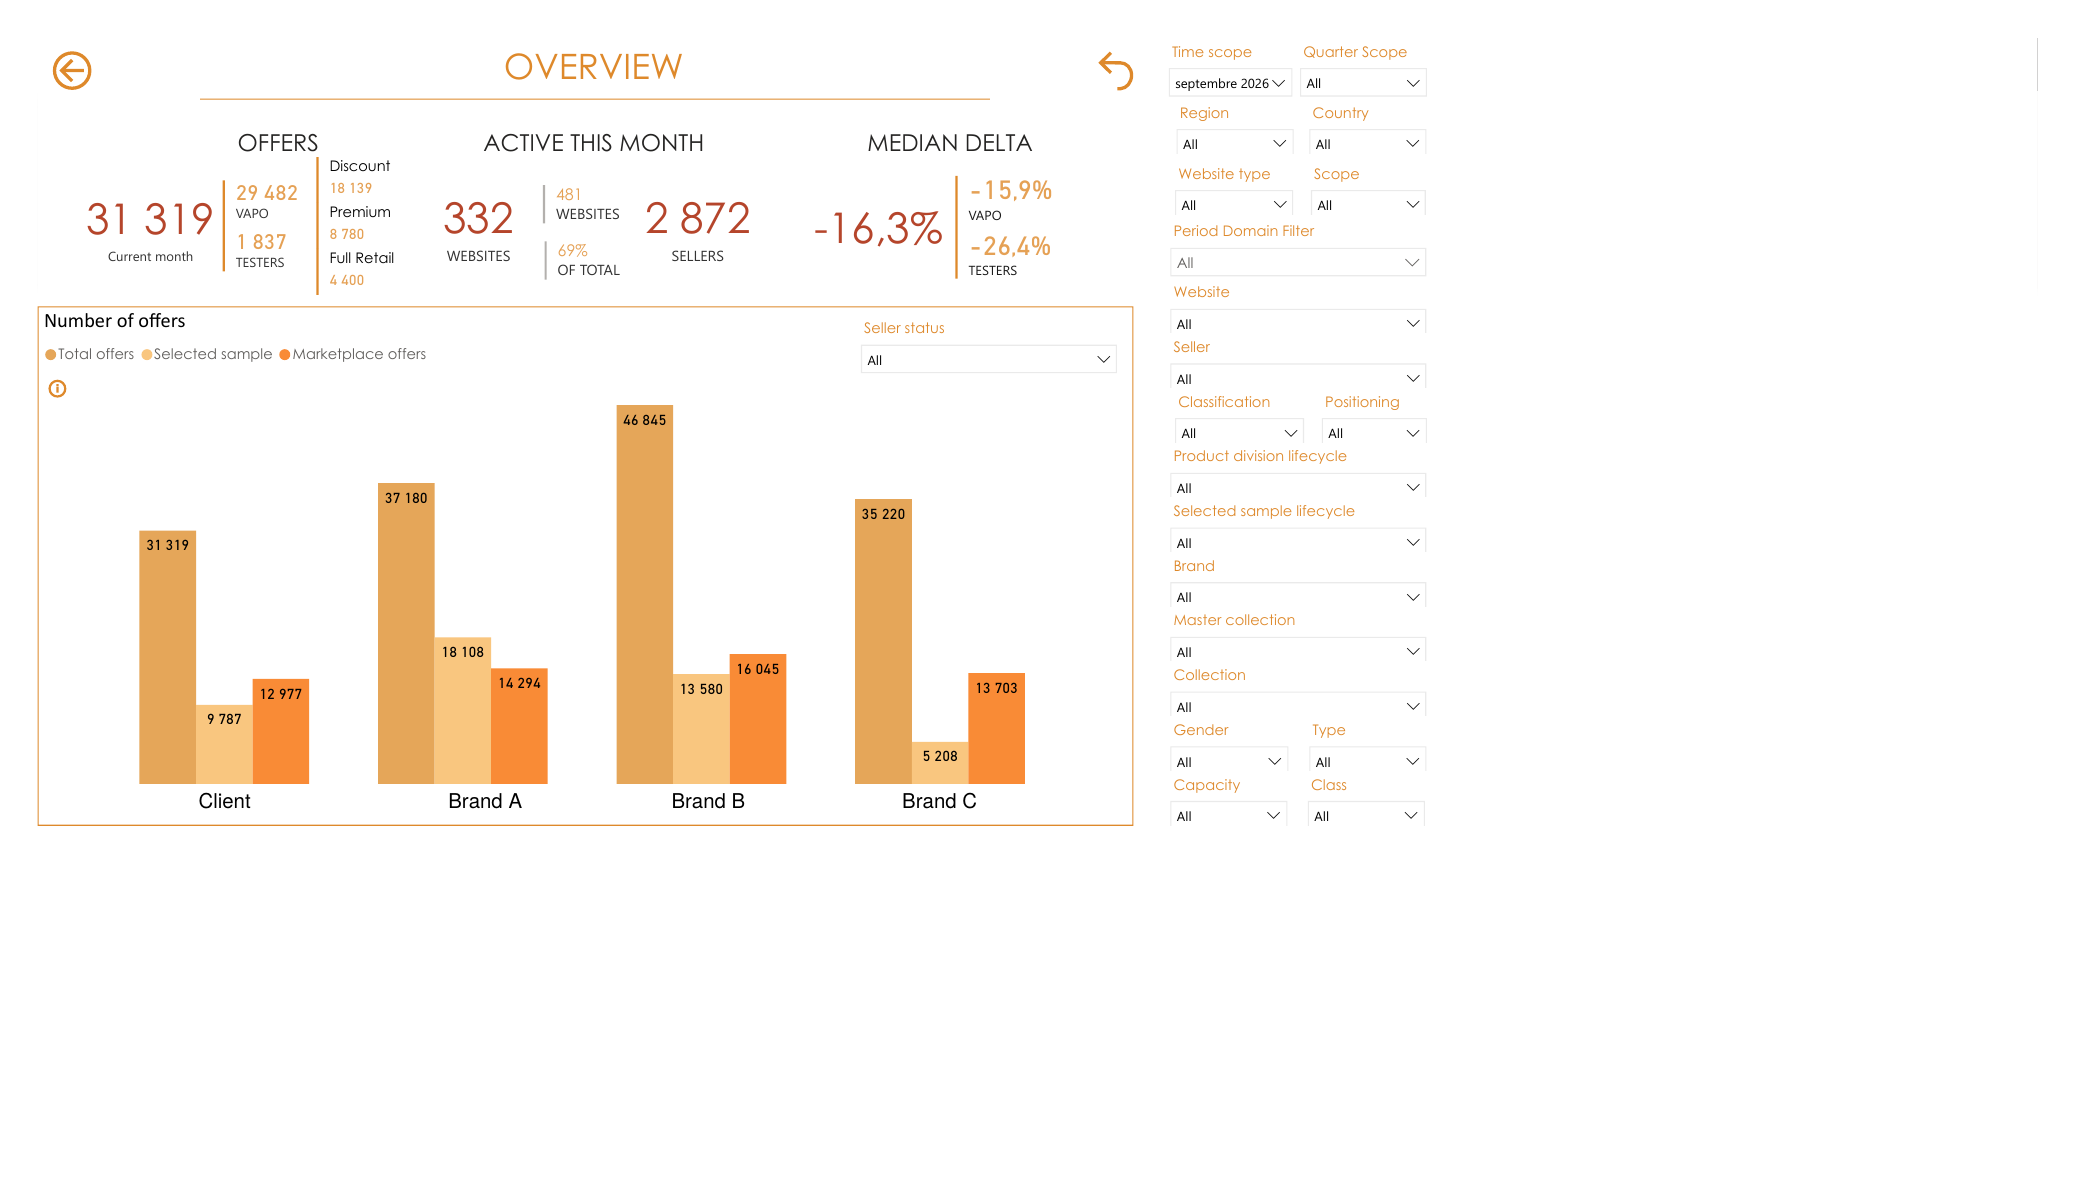 OVERVIEW
OFFERS
31 319
Current month
29 482
VAPO
1 837
TESTERS
Discount
18 139
Premium
8 780
Full Retail
4 400
ACTIVE THIS MONTH
332
WEBSITES
481
WEBSITES
69%
OF TOTAL
2 872
SELLERS
MEDIAN DELTA
-16,3%
-15,9%
VAPO
-26,4%
TESTERS
Number of offers
Total offers Selected sample Marketplace offers
Seller status
All
31 319
9 787
12 977
Client
37 180
18 108
14 294
Brand A
46 845
13 580
16 045
Brand B
35 220
5 208
13 703
Brand C
Time scope
septembre 2026
Quarter Scope
All
Region
All
Country
All
Website type
All
Scope
All
Period Domain Filter
All
Website
All
Seller
All
Classification
All
Positioning
All
Product division lifecycle
All
Selected sample lifecycle
All
Brand
All
Master collection
All
Collection
All
Gender
All
Type
All
Capacity
All
Class
All